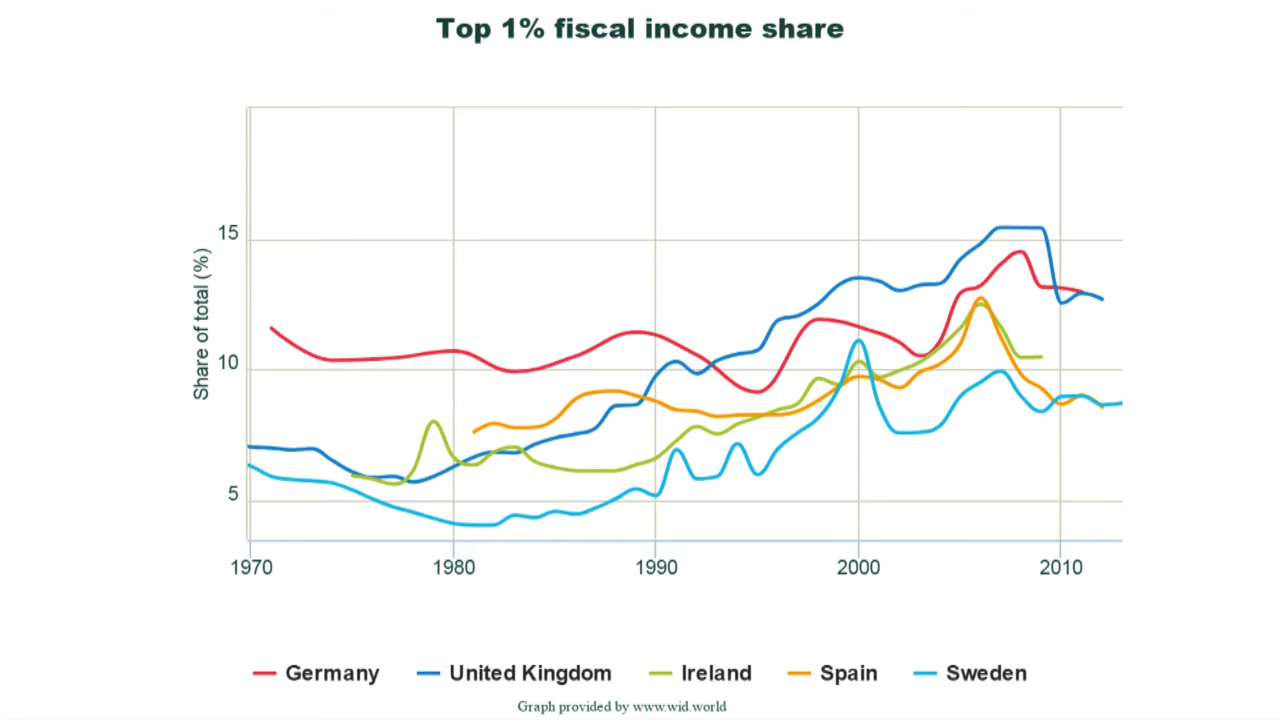 Top 1% fiscal income share
Share of total (%)
15
10
5
1970 1980 1990 2000 2010
Germany United Kingdom Ireland Spain Sweden
Graph provided by www.wid.world